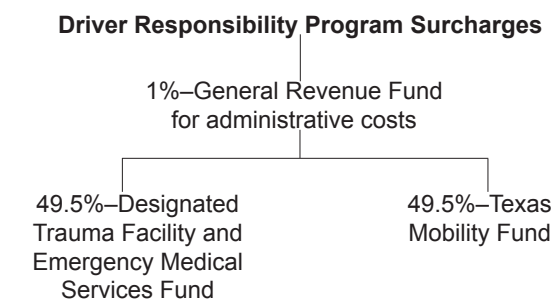 Driver Responsibility Program Surcharges
1%–General Revenue Fund
for administrative costs
49.5%–Designated
Trauma Facility and
Emergency Medical
Services Fund
49.5%–Texas
Mobility Fund